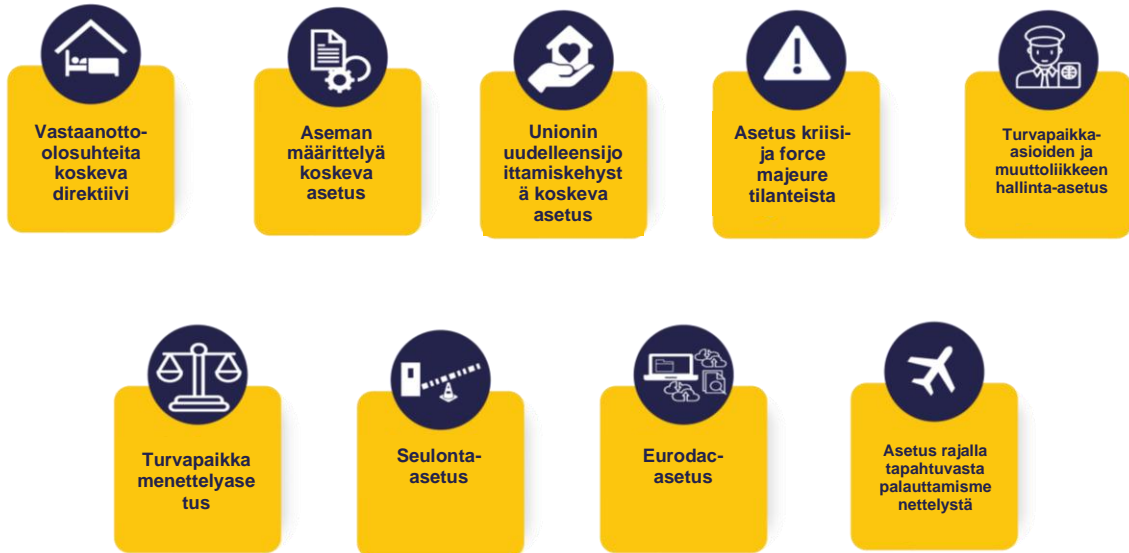 Vastaanotto-
olosuhteita
koskeva
direktiivi
Aseman
määrittelyä
koskeva
asetus
Unionin
uudelleensijo
ittamiskehyst
ä koskeva
asetus
Asetus kriisi-
ja force
majeure
tilanteista
Turvapaikka-
asioiden ja
muuttoliikkeen
hallinta-asetus
Turvapaikka
menettelyase
tus
Seulonta-
asetus
Eurodac-
asetus
Asetus rajalla
tapahtuvasta
palauttamisme
nettelystä